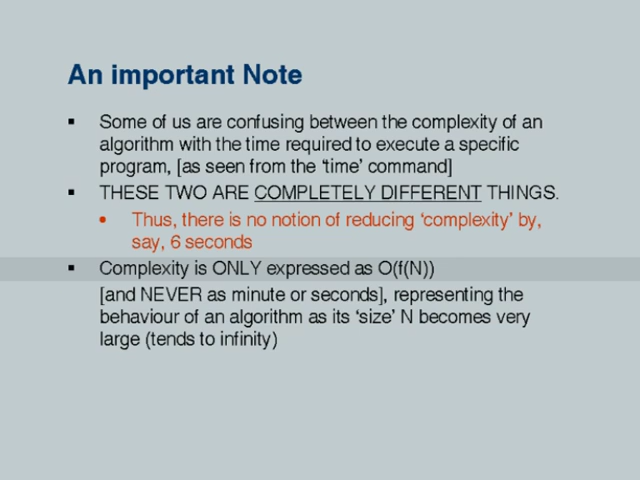 An important Note
▪ Some of us are confusing between the complexity of an
algorithm with the time required to execute a specific
program, [as seen from the ‘time’ command]
▪ THESE TWO ARE COMPLETELY DIFFERENT THINGS.
• Thus, there is no notion of reducing ‘complexity’ by,
say, 6 seconds
▪ Complexity is ONLY expressed as O(f(N))
[and NEVER as minute or seconds], representing the
behaviour of an algorithm as its ‘size’ N becomes very
large (tends to infinity)